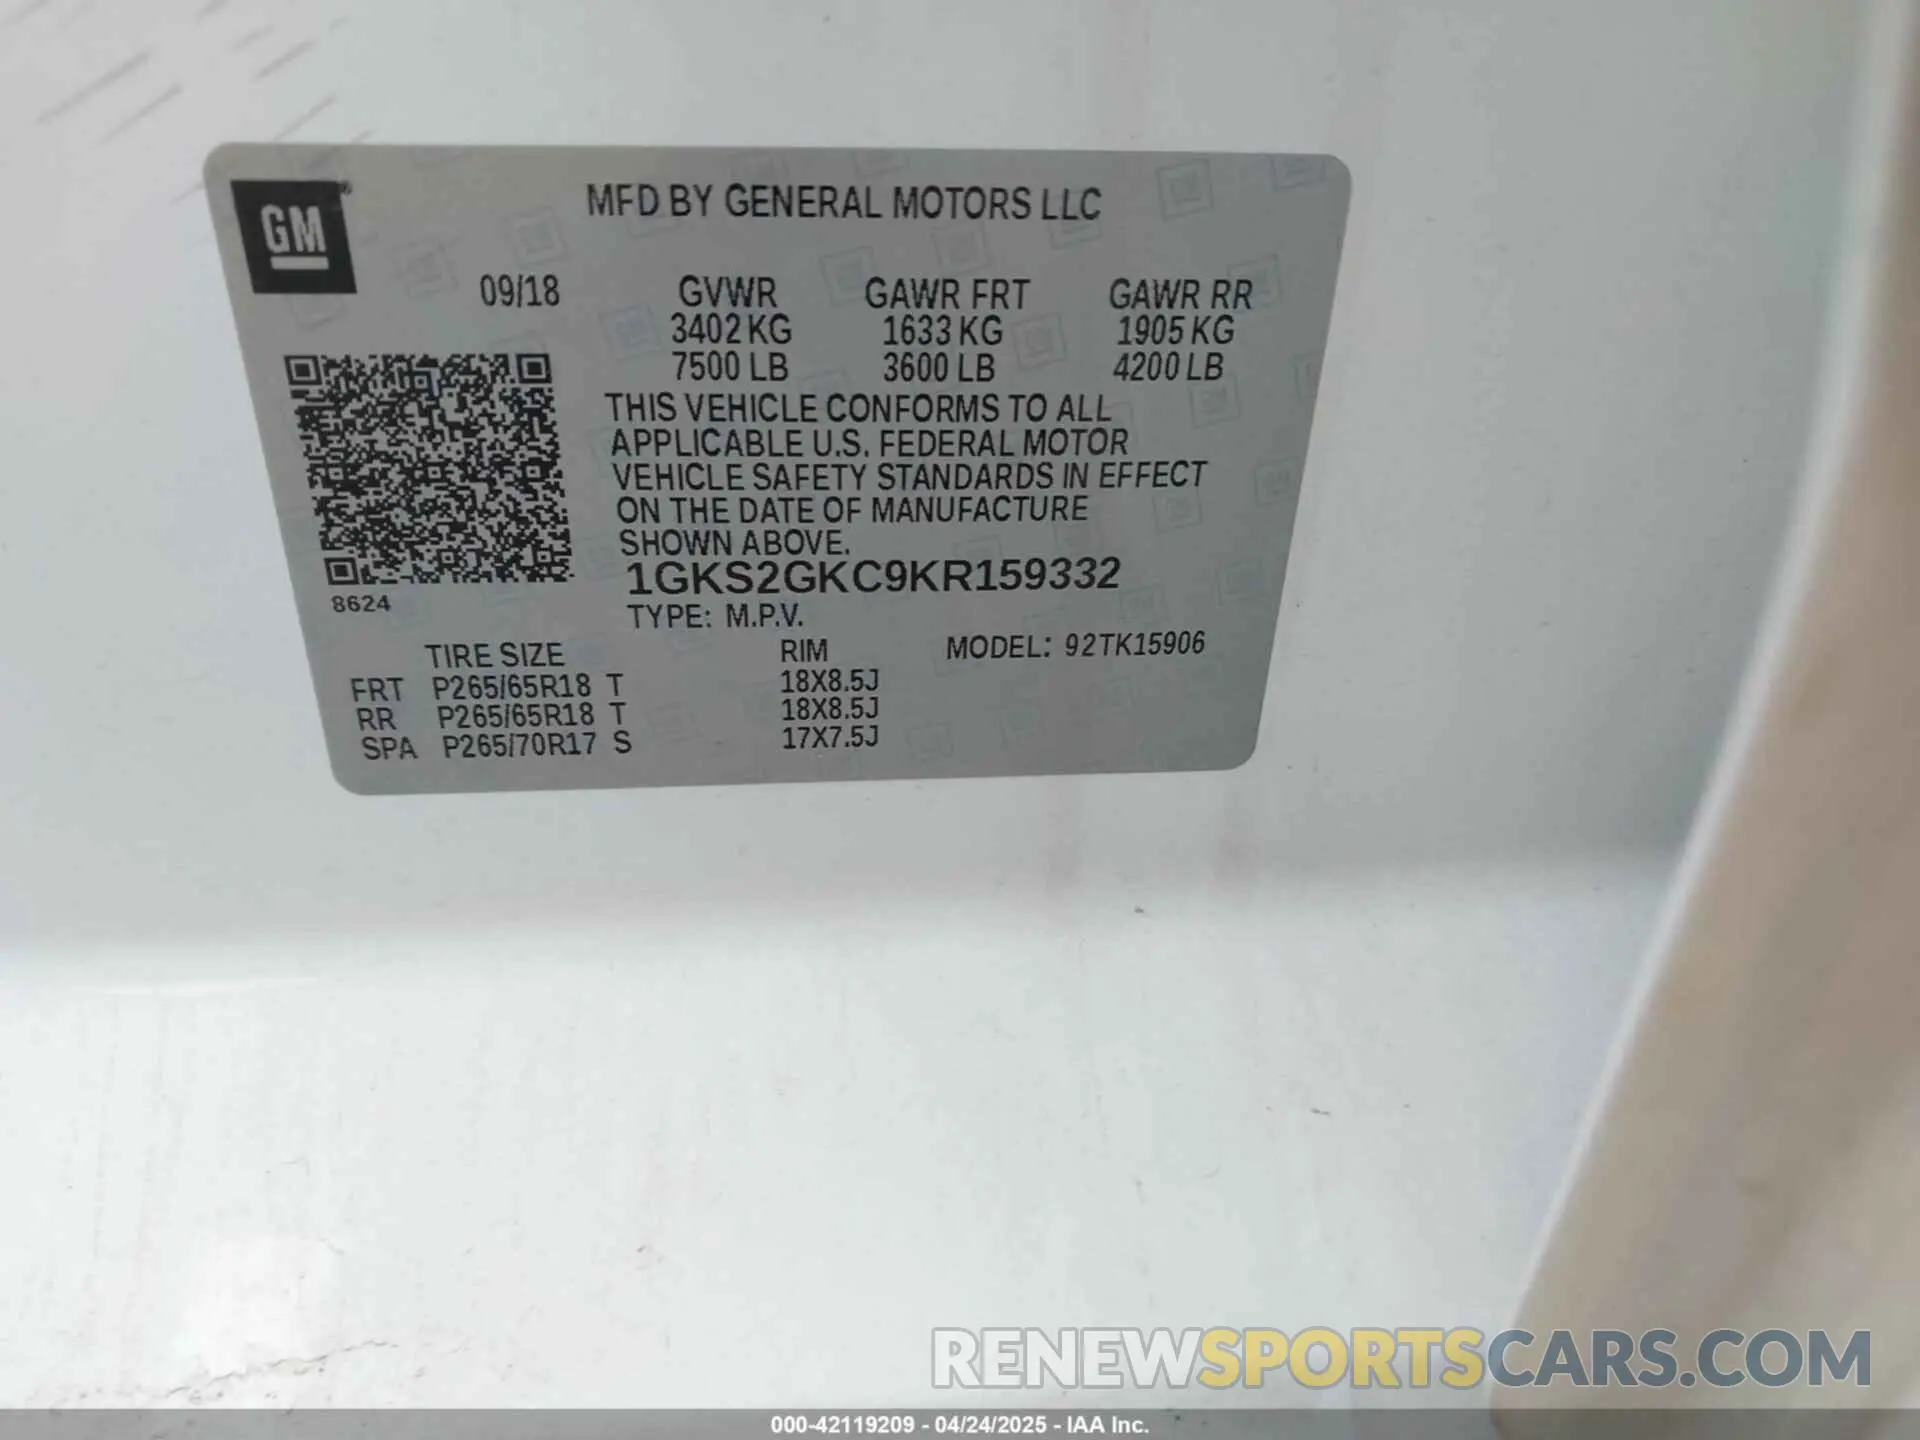 GM
MFD BY GENERAL MOTORS LLC
09/18 GVWR GAWR FRT GAWR RR
3402 KG 1633 KG 1905 KG
7500 LB 3600 LB 4200 LB
THIS VEHICLE CONFORMS TO ALL
APPLICABLE U.S. FEDERAL MOTOR
VEHICLE SAFETY STANDARDS IN EFFECT
ON THE DATE OF MANUFACTURE
SHOWN ABOVE.
1GKS2GKC9KR159332
8624
TYPE: M.P.V.
TIRE SIZE RIM MODEL: 92TK15906
FRT P265/65R18 T 18X8.5J
RR P265/65R18 T 18X8.5J
SPA P265/70R17 S 17X7.5J
RENEWSPORTSCARS.COM
000-42119209 - 04/24/2025 - IAA Inc.